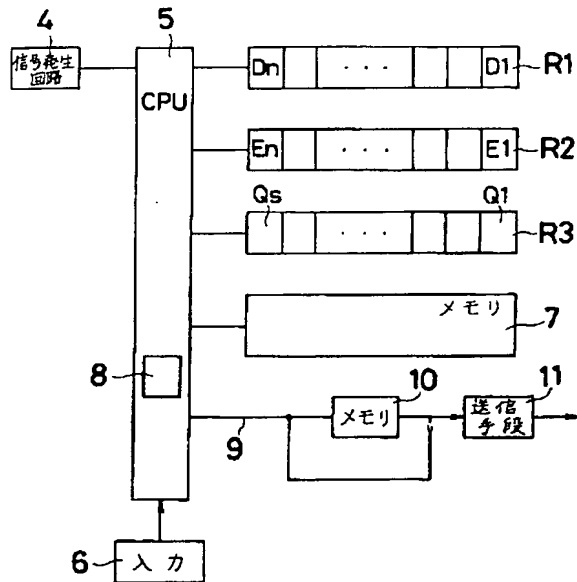 4
5
信号発生
回路
CPU
Dn ... D1 R1
En ... E1 R2
Qs Q1
... R3
メモリ
7
8
10
11
9
メモリ
送信
手段
6
入力